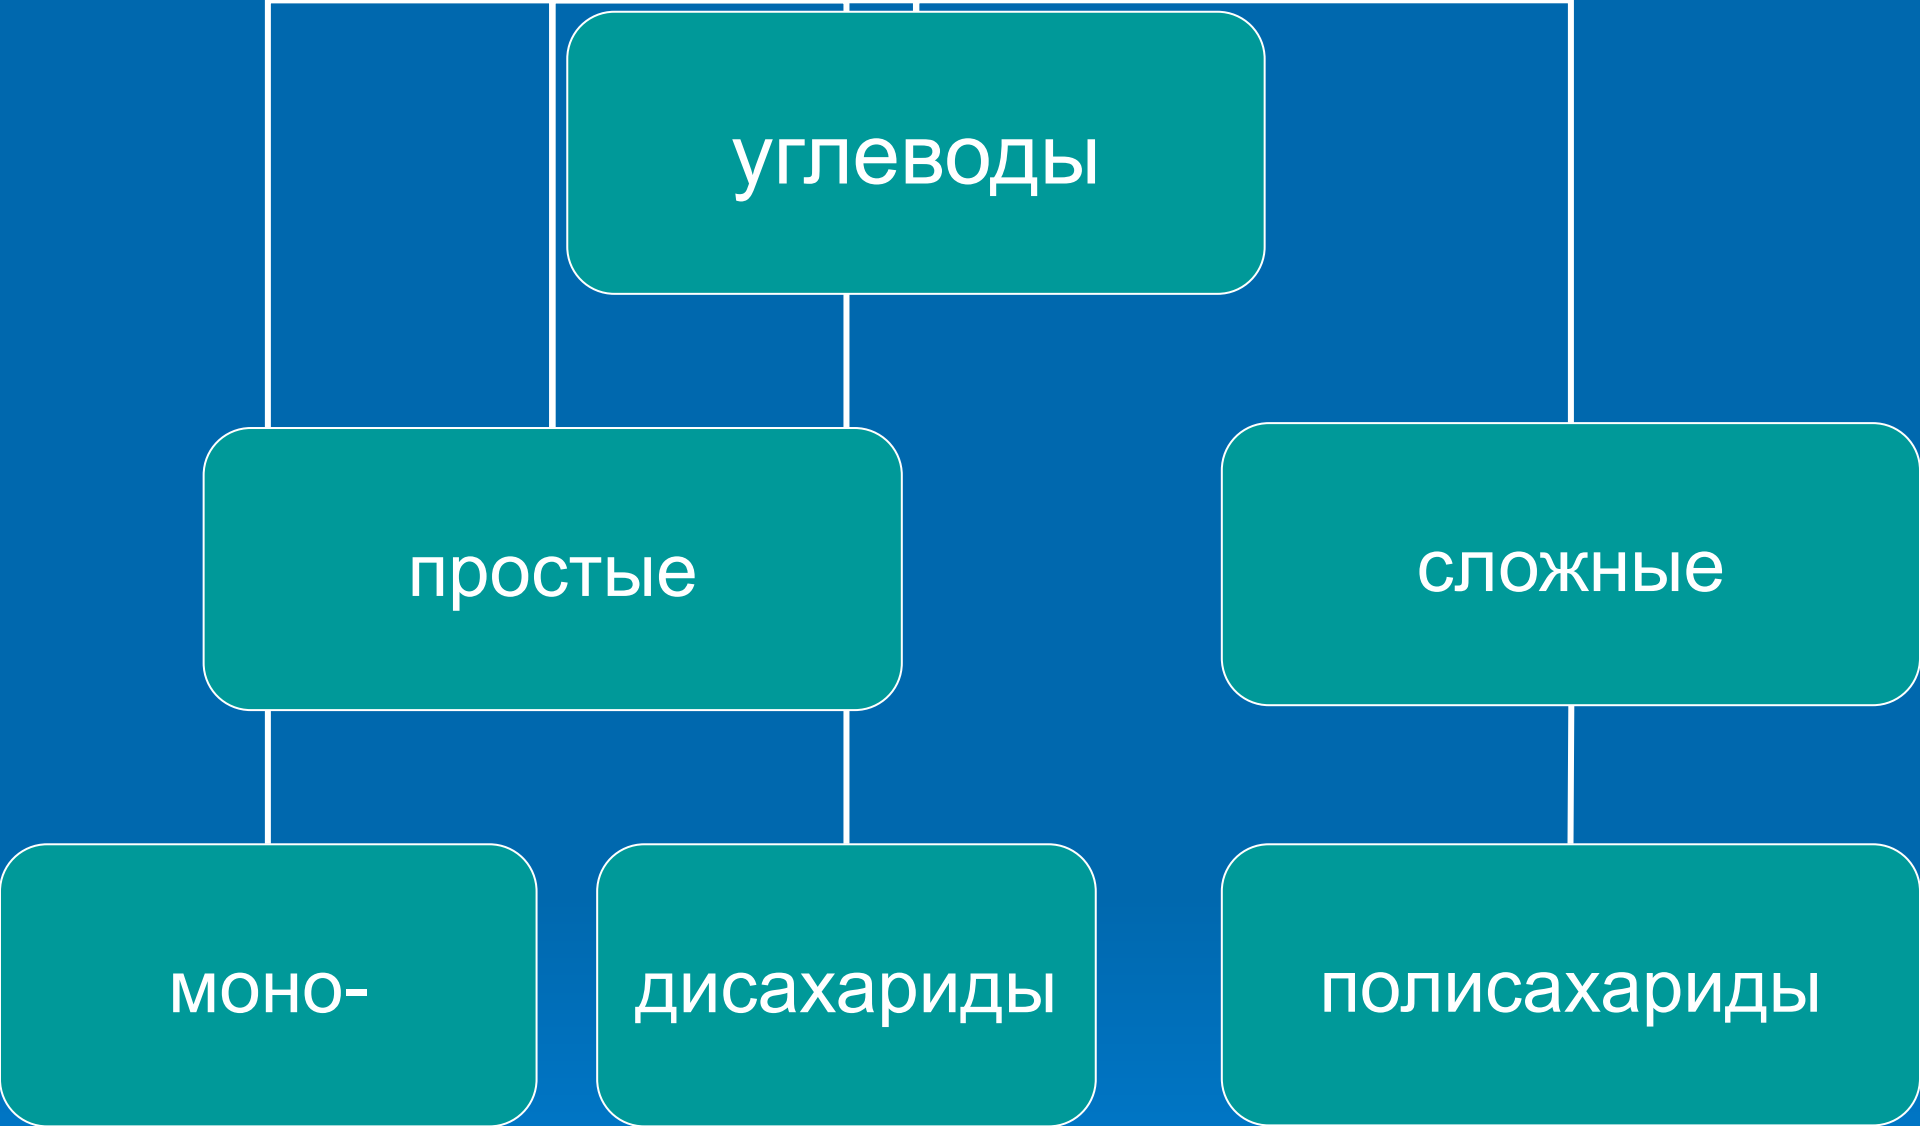 углеводы
простые
сложные
моно-
дисахариды
полисахариды